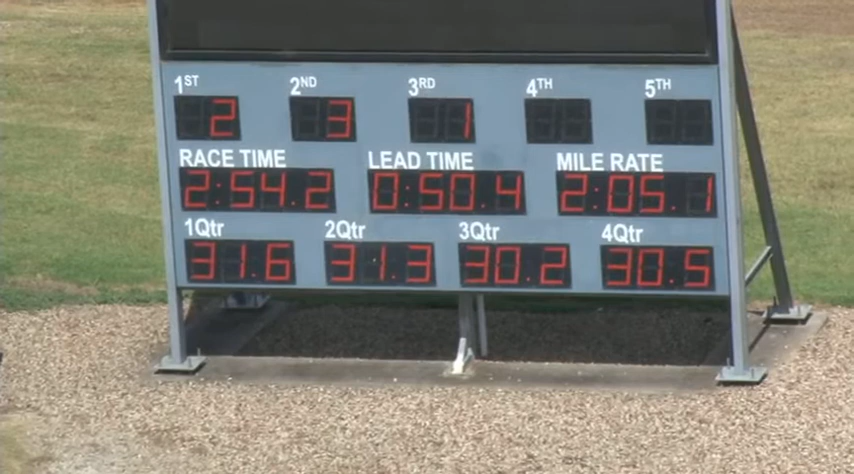 1ST 2ND 3RD 4TH 5TH
2 3 1
RACE TIME LEAD TIME MILE RATE
2:54.2 0:50.4 2:05.1
1Qtr 2Qtr 3Qtr 4Qtr
31.6 31.3 30.2 30.5